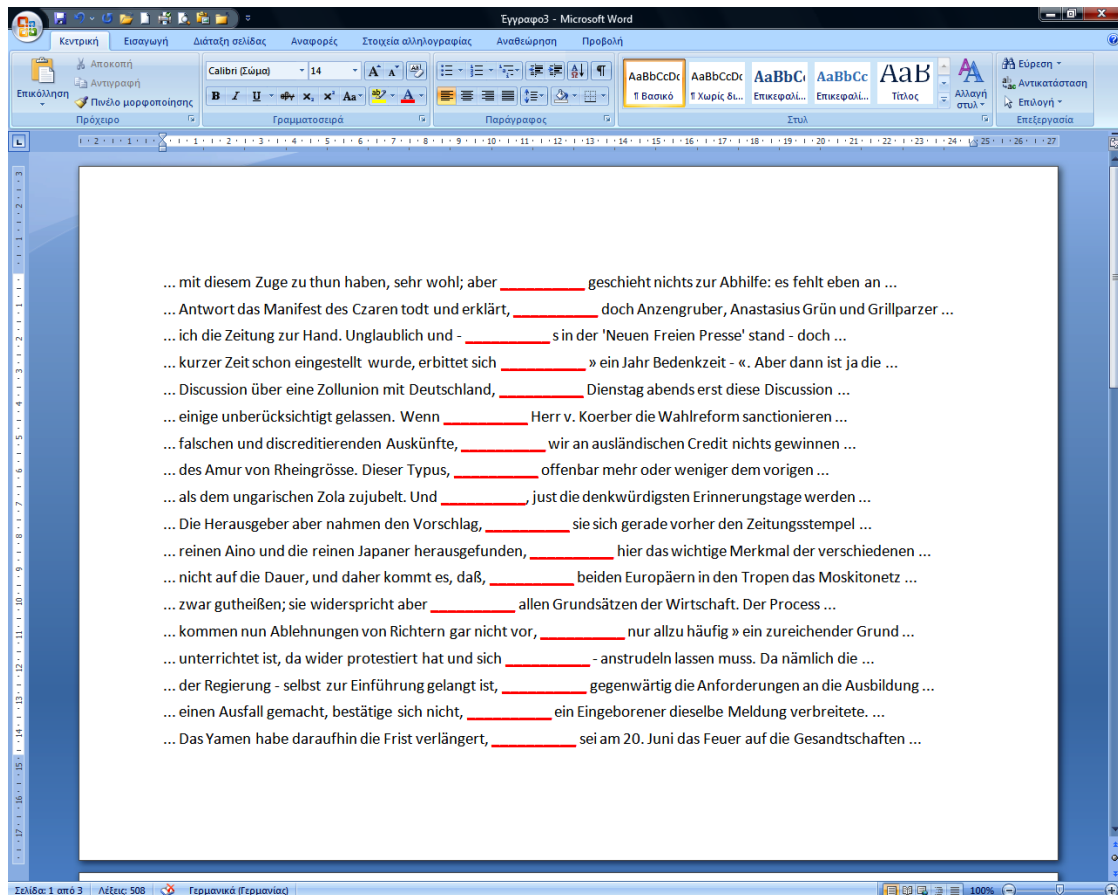 Έγγραφο3 - Microsoft Word
Κεντρική Εισαγωγή Διάταξη σελίδας Αναφορές Στοιχεία αλληλογραφίας Αναθεώρηση Προβολή
Επικόλληση
Αποκοπή
Αντιγραφή
Πινέλο μορφοποίησης
Πρόχειρο
Calibri (Σώμα) 14
Γραμματοσειρά
Παράγραφος
AaBbCcDc AaBbCcDc AaBbC AaBbCc AaB
¶ Βασικό ¶ Χωρίς δι... Επικεφαλί... Επικεφαλί... Τίτλος
Αλλαγή στυλ
Στυλ
Εύρεση
Αντικατάσταση
Επιλογή
Επεξεργασία
... mit diesem Zuge zu thun haben, sehr wohl; aber __________ geschieht nichts zur Abhilfe: es fehlt eben an ...
... Antwort das Manifest des Czaren todt und erklärt, __________ doch Anzengruber, Anastasius Grün und Grillparzer ...
... ich die Zeitung zur Hand. Unglaublich und - __________ s in der 'Neuen Freien Presse' stand - doch ...
... kurzer Zeit schon eingestellt wurde, erbittet sich __________ » ein Jahr Bedenkzeit - «. Aber dann ist ja die ...
... Discussion über eine Zollunion mit Deutschland, __________ Dienstag abends erst diese Discussion ...
... einige unberücksichtigt gelassen. Wenn __________ Herr v. Koerber die Wahlreform sanctionieren ...
... falschen und discreditierenden Auskünfte, __________ wir an ausländischen Credit nichts gewinnen ...
... des Amur von Rheingrösse. Dieser Typus, __________ offenbar mehr oder weniger dem vorigen ...
... als dem ungarischen Zola zujubelt. Und __________, just die denkwürdigsten Erinnerungstage werden ...
... Die Herausgeber aber nahmen den Vorschlag, __________ sie sich gerade vorher den Zeitungsstempel ...
... reinen Aino und die reinen Japaner herausgefunden, __________ hier das wichtige Merkmal der verschiedenen ...
... nicht auf die Dauer, und daher kommt es, daß, __________ beiden Europäern in den Tropen das Moskitonetz ...
... zwar gutheißen; sie widerspricht aber __________ allen Grundsätzen der Wirtschaft. Der Process ...
... kommen nun Ablehnungen von Richtern gar nicht vor, __________ nur allzu häufig » ein zureichender Grund ...
... unterrichtet ist, da wider protestiert hat und sich __________ - anstrudeln lassen muss. Da nämlich die ...
... der Regierung - selbst zur Einführung gelangt ist, __________ gegenwärtig die Anforderungen an die Ausbildung ...
... einen Ausfall gemacht, bestätige sich nicht, __________ ein Eingeborener dieselbe Meldung verbreitete. ...
... Das Yamen habe daraufhin die Frist verlängert, __________ sei am 20. Juni das Feuer auf die Gesandtschaften ...
Σελίδα: 1 από 3 Λέξεις: 508 Γερμανικά (Γερμανίας) 100%